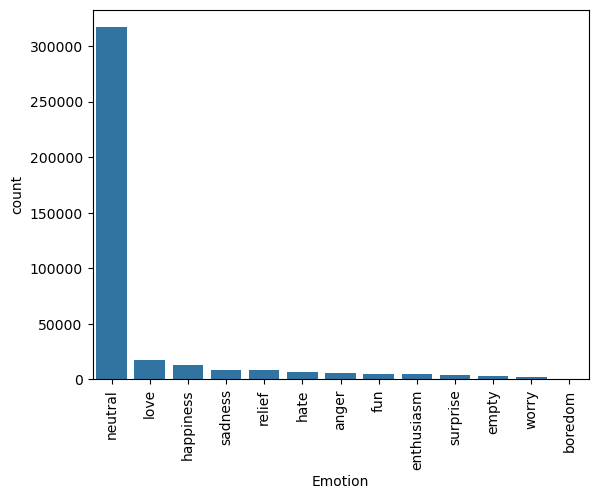 300000
250000
200000
150000
100000
50000
0
count
neutral
love
happiness
sadness
relief
hate
anger
fun
enthusiasm
surprise
empty
worry
boredom
Emotion